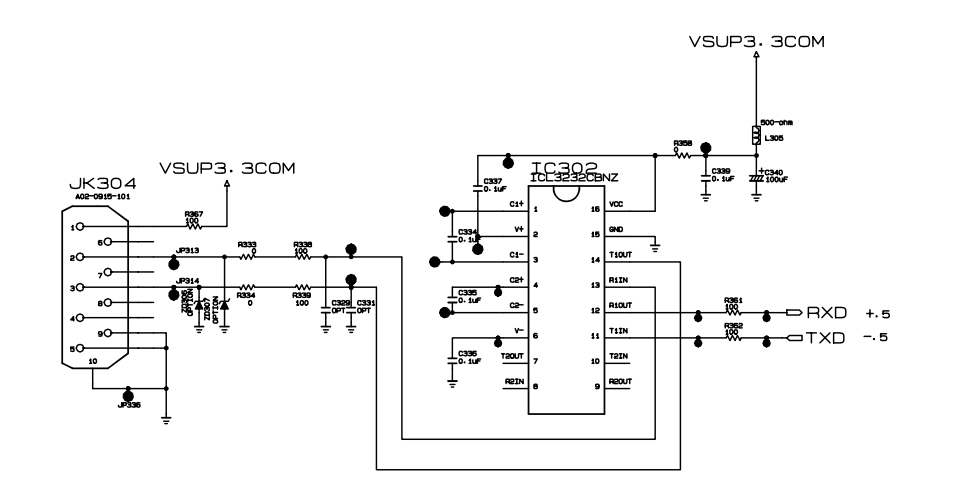 VSUP3.3COM
500-ohm
L305
R358
0
VSUP3.3COM
IC302
ICL3232CBNZ
C337
0.1uF
C339
0.1uF
C340
100uF
JK304
A02-0915-101
R367
100
C1+ 1 16 VCC
C334
0.1uF
V+ 2 15 GND
C1- 3 14 T1OUT
C2+ 4 13 R1IN
C335
0.1uF
C2- 5 12 R1OUT
V- 6 11 T1IN
C336
0.1uF
T2OUT 7 10 T2IN
R2IN 8 9 R2OUT
1
6
2
7
3
8
4
9
5
10
JP313
R333
0
R338
100
JP314
R334
0
R339
100
OPTION
ZD307
OPTION
C329
OPT
C331
OPT
JP336
R361
100
RXD +.5
R362
100
TXD -.5